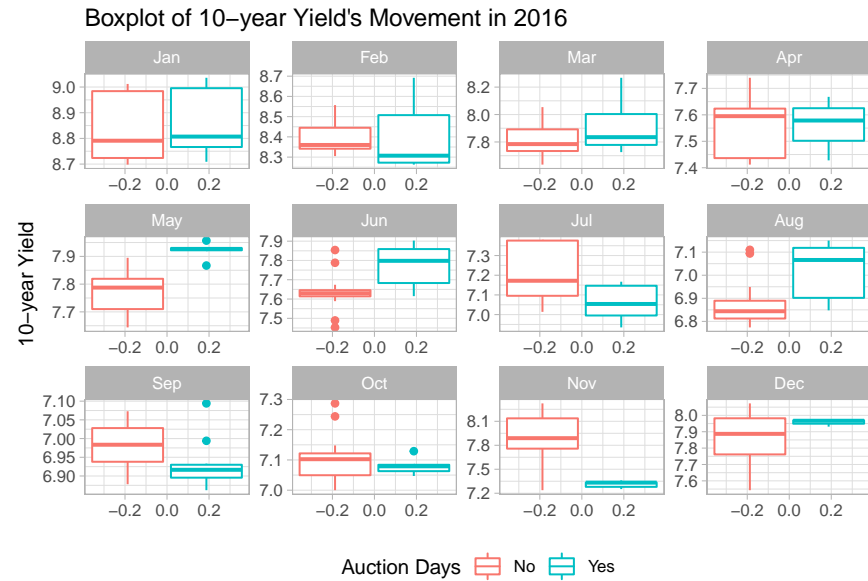 Boxplot of 10−year Yield's Movement in 2016
Jan Feb Mar Apr
9.0 8.9 8.8 8.7
8.7 8.6 8.5 8.4 8.3
8.2 8.0 7.8
7.7 7.6 7.5 7.4
−0.2 0.0 0.2 −0.2 0.0 0.2 −0.2 0.0 0.2 −0.2 0.0 0.2
May Jun Jul Aug
7.9 7.8 7.7
7.9 7.8 7.7 7.6 7.5
7.3 7.2 7.1 7.0
7.1 7.0 6.9 6.8
−0.2 0.0 0.2 −0.2 0.0 0.2 −0.2 0.0 0.2 −0.2 0.0 0.2
10−year Yield
Sep Oct Nov Dec
7.10 7.05 7.00 6.95 6.90
7.3 7.2 7.1 7.0
8.1 7.8 7.5 7.2
8.0 7.9 7.8 7.7 7.6
−0.2 0.0 0.2 −0.2 0.0 0.2 −0.2 0.0 0.2 −0.2 0.0 0.2
Auction Days No Yes